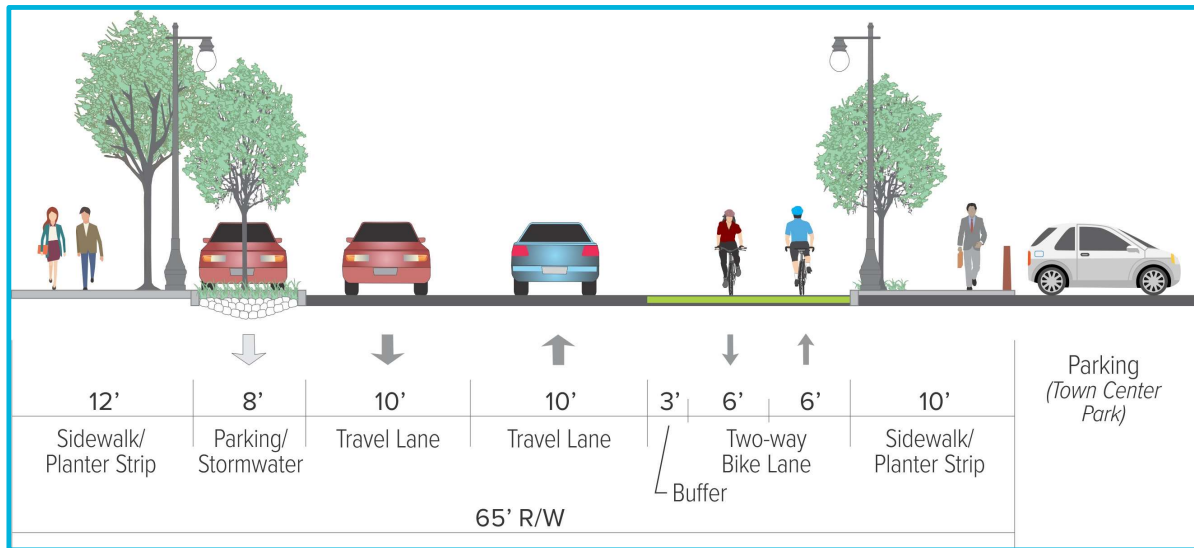 12’ 8’ 10’ 10’ 3’ 6’ 6’ 10’
Sidewalk/
Planter Strip
Parking/
Stormwater
Travel Lane
Travel Lane
Buffer
Two-way
Bike Lane
Sidewalk/
Planter Strip
Parking
(Town Center
Park)
65’ R/W